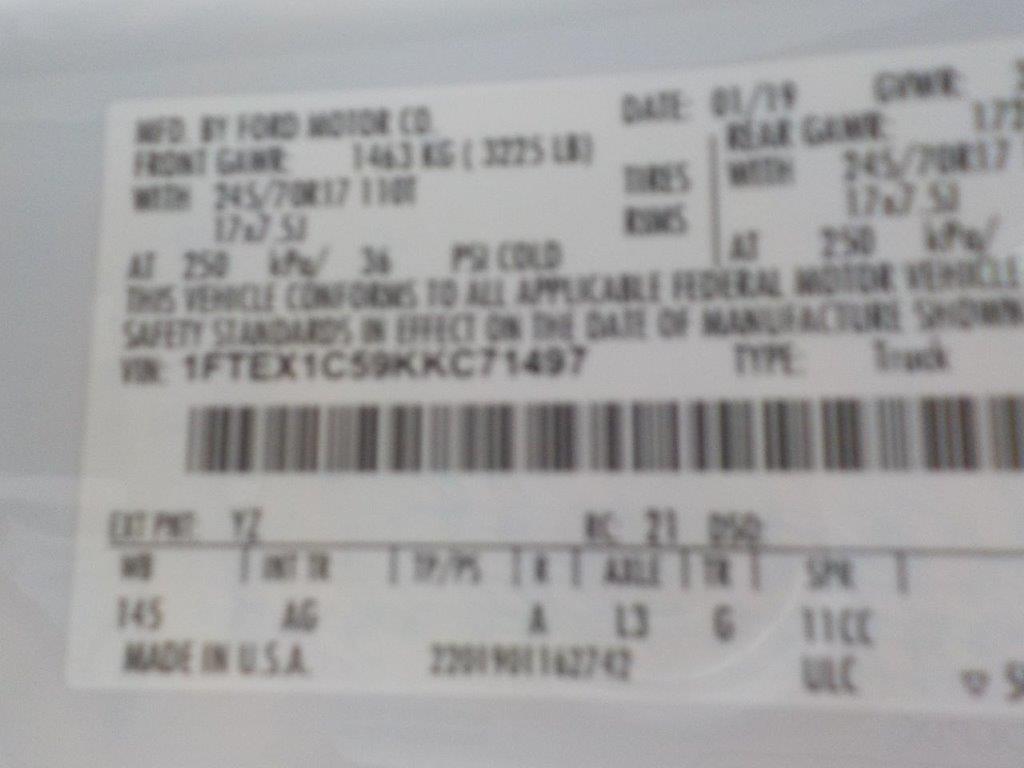 MFD. BY FORD MOTOR CO. DATE: 01/19 GVWR:
FRONT GAWR: 1463 KG ( 3225 LB) REAR GAWR:
WITH 245/70R17 110T TIRES WITH 245/70R17
17x7.5J RIMS 17x7.5J
AT 250 kPa/ 36 PSI COLD AT 250 kPa/
THIS VEHICLE CONFORMS TO ALL APPLICABLE FEDERAL MOTOR VEHICLE
SAFETY STANDARDS IN EFFECT ON THE DATE OF MANUFACTURE SHOWN
VIN: 1FTEX1C59KKC71497 TYPE: Truck
EXT PNT: YZ RC: 21 DSO:
WB INT TR TP/PS R AXLE TR SPR
145 AG A L3 G 11CC
MADE IN U.S.A. 2201901162742 ULC